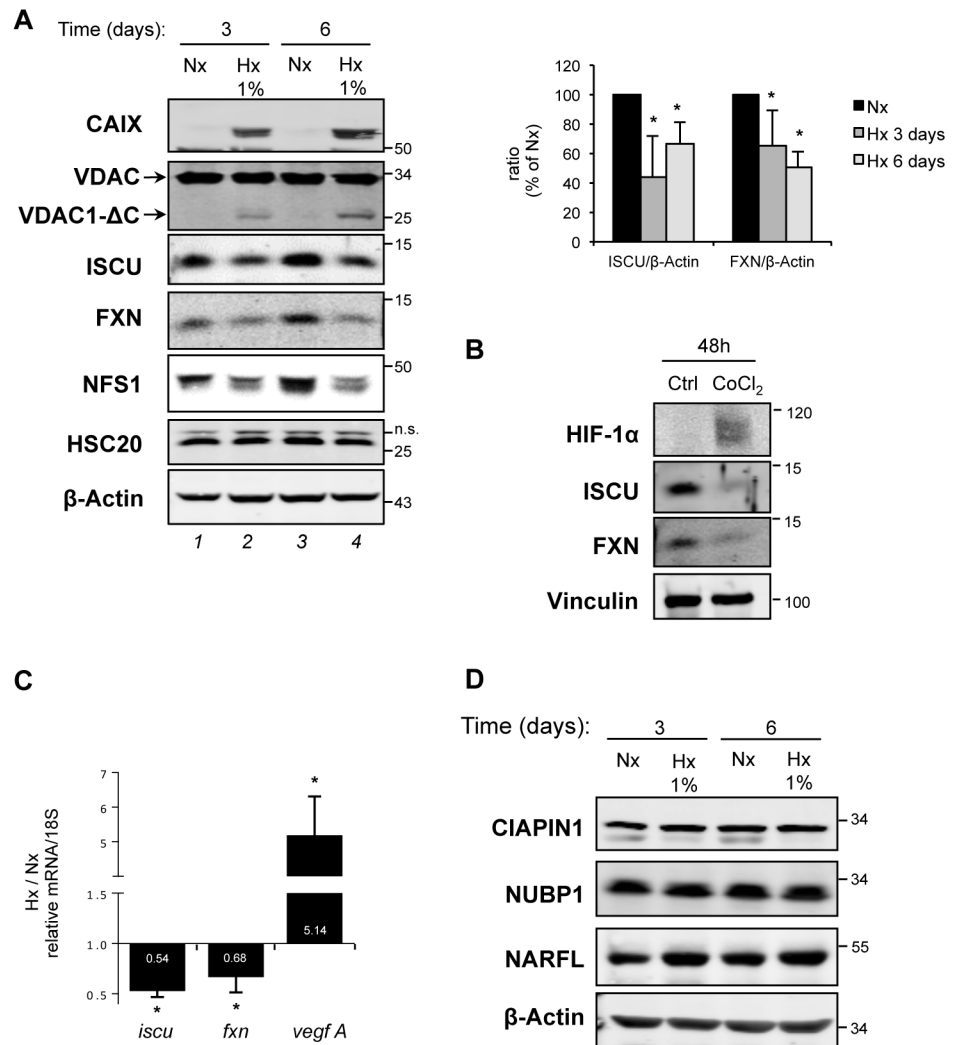 A
Time (days): 3 6
Nx Hx 1% Nx Hx 1%
CAIX
50
VDAC → 34
VDAC1-ΔC → 25
ISCU 15
FXN 15
NFS1 50
HSC20 n.s.
25
β-Actin 43
1 2 3 4
ratio
(% of Nx)
120
100
80
60
40
20
0
* * * *
ISCU/β-Actin FXN/β-Actin
Nx
Hx 3 days
Hx 6 days
B
48h
Ctrl CoCl₂
HIF-1α 120
ISCU 15
FXN 15
Vinculin 100
C
Hx / Nx
relative mRNA/18S
7
6
5
1.5
1.0
0.5
*
5.14
0.54 0.68
* *
iscu fxn vegf A
D
Time (days): 3 6
Nx Hx 1% Nx Hx 1%
CIAPIN1 34
NUBP1 34
NARFL 55
β-Actin 34